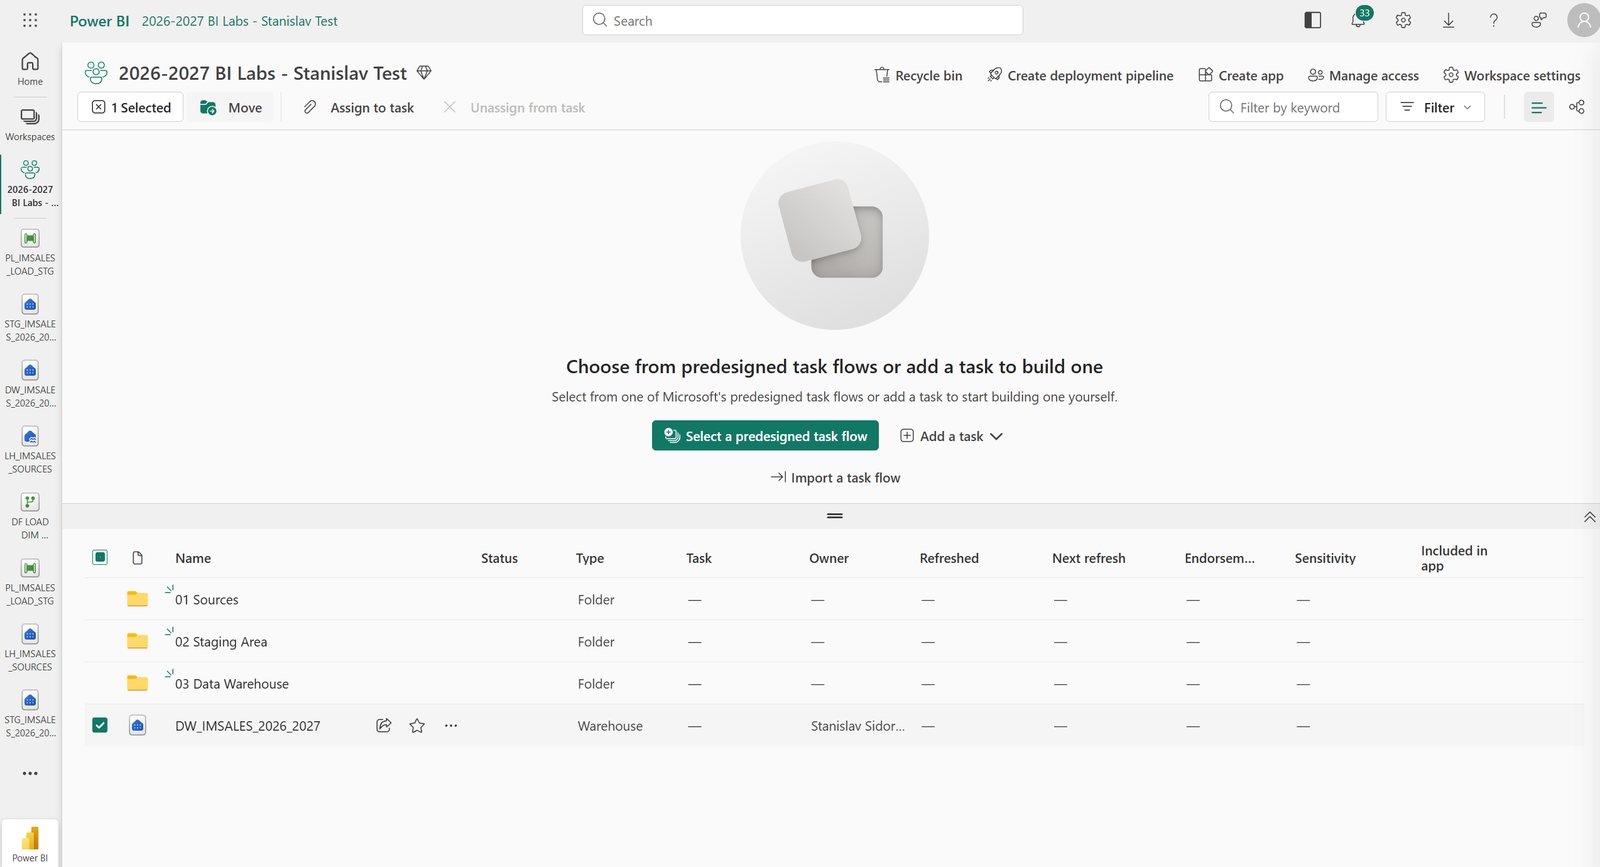 Power BI 2026-2027 BI Labs - Stanislav Test
Search
33
Home
Workspaces
2026-2027
BI Labs - ...
PL_IMSALES
_LOAD_STG
STG_IMSALE
S_2026_20...
DW_IMSALE
S_2026_20...
LH_IMSALES
_SOURCES
DF LOAD
DIM ...
PL_IMSALES
_LOAD_STG
LH_IMSALES
_SOURCES
STG_IMSALE
S_2026_20...
Power BI
2026-2027 BI Labs - Stanislav Test
Recycle bin Create deployment pipeline Create app Manage access Workspace settings
1 Selected Move Assign to task Unassign from task
Filter by keyword Filter
Choose from predesigned task flows or add a task to build one
Select from one of Microsoft's predesigned task flows or add a task to start building one yourself.
Select a predesigned task flow Add a task
Import a task flow
Name Status Type Task Owner Refreshed Next refresh Endorsem... Sensitivity Included in
app
01 Sources Folder — — — — — —
02 Staging Area Folder — — — — — —
03 Data Warehouse Folder — — — — — —
DW_IMSALES_2026_2027 Warehouse — Stanislav Sidor... — — — —